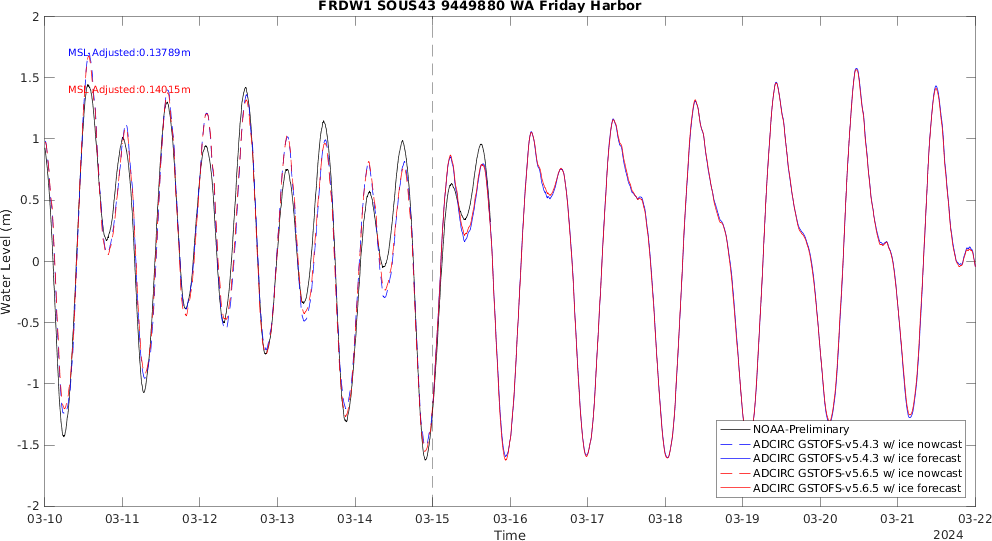 FRDW1 SOUS43 9449880 WA Friday Harbor
MSL Adjusted:0.13789m
MSL Adjusted:0.14015m
Water Level (m)
2
1.5
1
0.5
0
-0.5
-1
-1.5
-2
NOAA-Preliminary
ADCIRC GSTOFS-v5.4.3 w/ ice nowcast
ADCIRC GSTOFS-v5.4.3 w/ ice forecast
ADCIRC GSTOFS-v5.6.5 w/ ice nowcast
ADCIRC GSTOFS-v5.6.5 w/ ice forecast
03-10 03-11 03-12 03-13 03-14 03-15 03-16 03-17 03-18 03-19 03-20 03-21 03-22
Time
2024